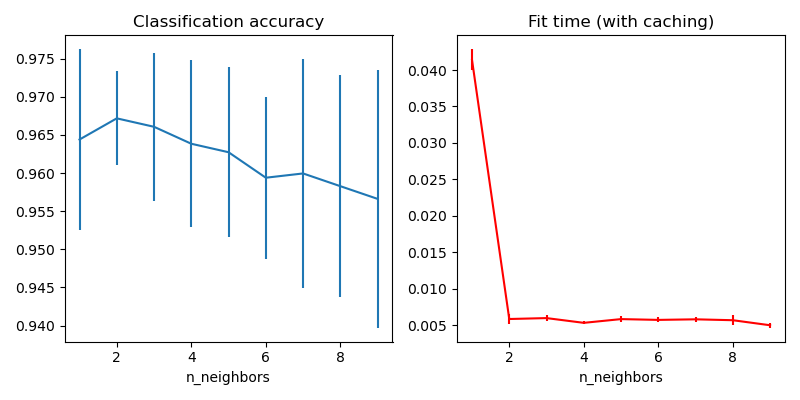 Classification accuracy
0.975
0.970
0.965
0.960
0.955
0.950
0.945
0.940
2 4 6 8
n_neighbors
Fit time (with caching)
0.040
0.035
0.030
0.025
0.020
0.015
0.010
0.005
2 4 6 8
n_neighbors